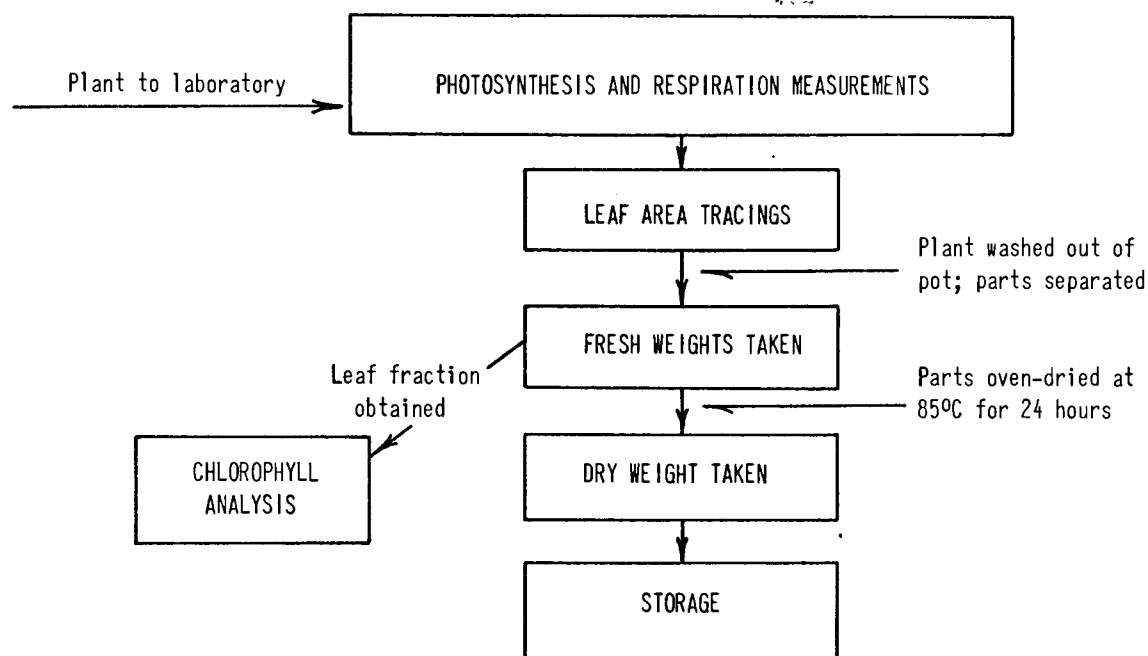 Plant to laboratory
PHOTOSYNTHESIS AND RESPIRATION MEASUREMENTS
LEAF AREA TRACINGS
Plant washed out of
pot; parts separated
FRESH WEIGHTS TAKEN
Leaf fraction
obtained
Parts oven-dried at
85ºC for 24 hours
CHLOROPHYLL
ANALYSIS
DRY WEIGHT TAKEN
STORAGE